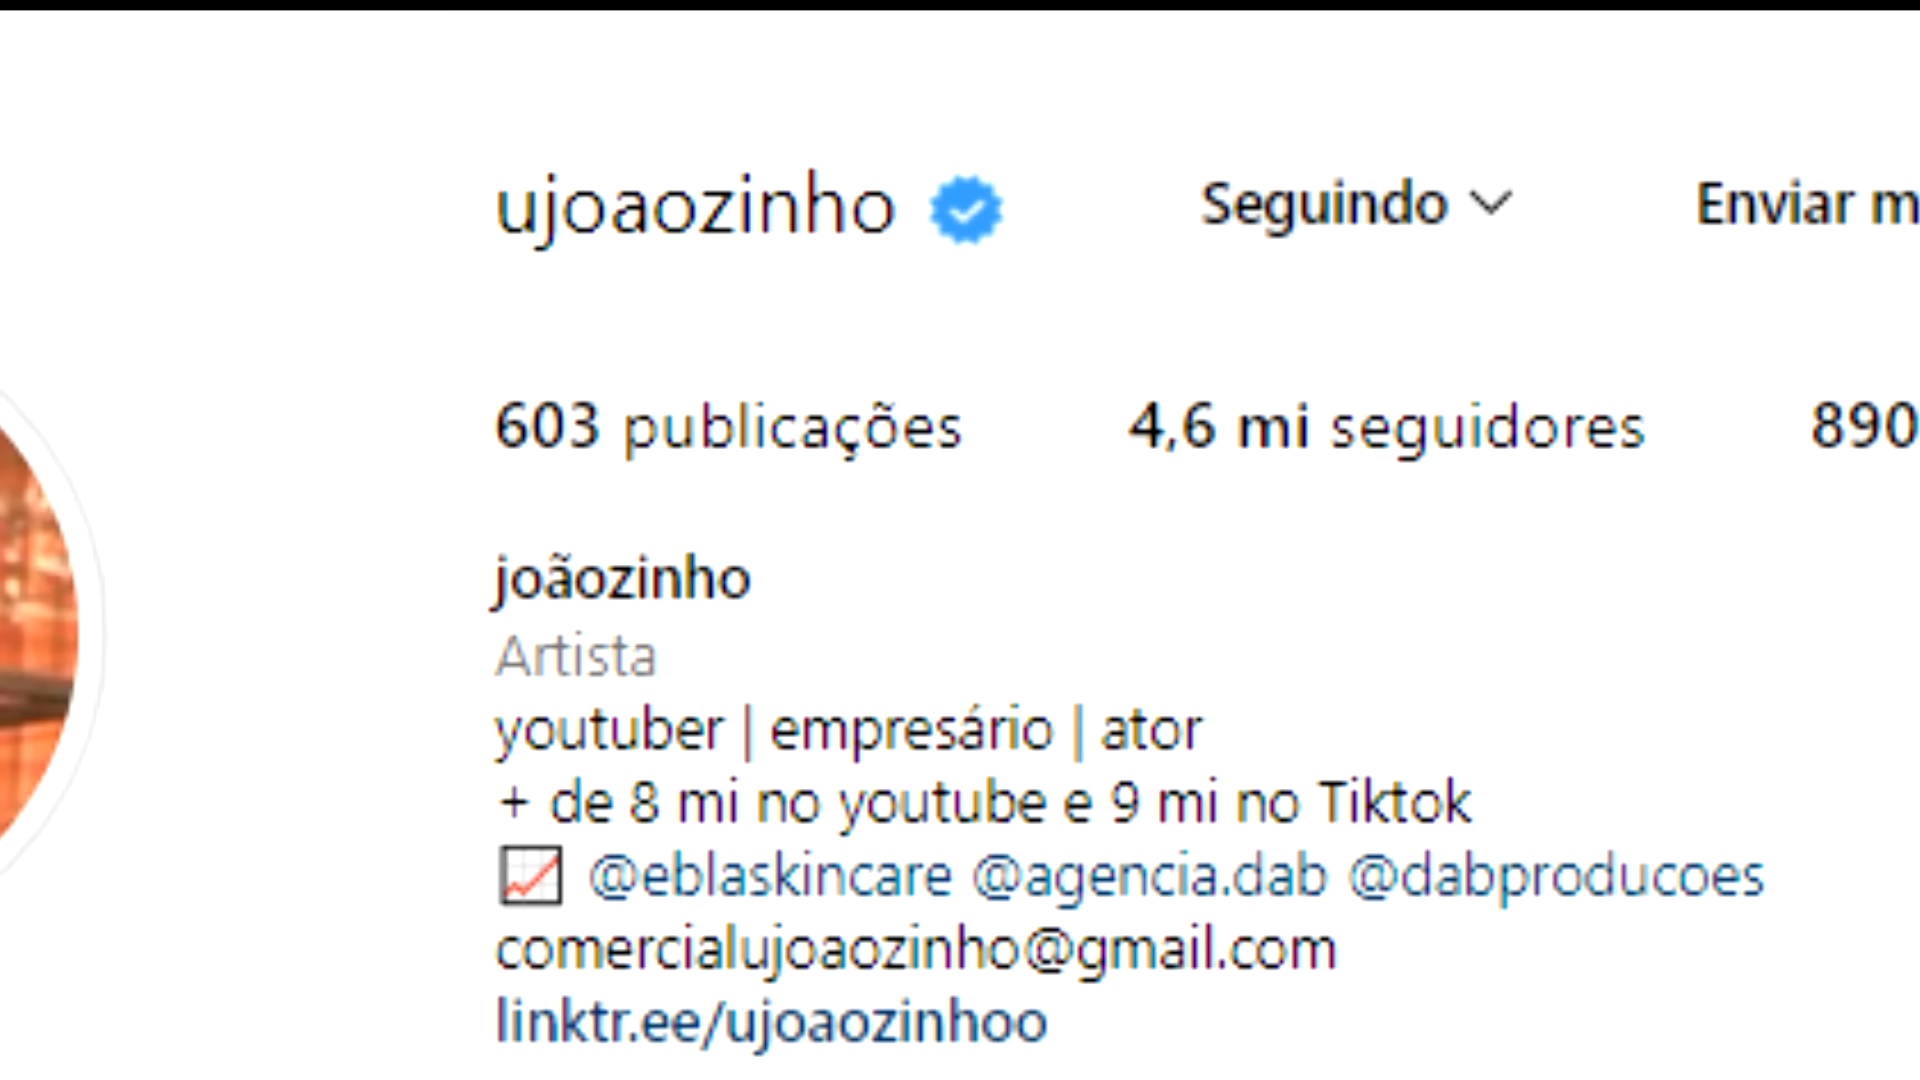 ujoaozinho Seguindo Enviar m
603 publicações 4,6 mi seguidores 890
joãozinho
Artista
youtuber | empresário | ator
+ de 8 mi no youtube e 9 mi no Tiktok
@eblaskincare @agencia.dab @dabproducoes
comercialujoaozinho@gmail.com
linktr.ee/ujoaozinhoo